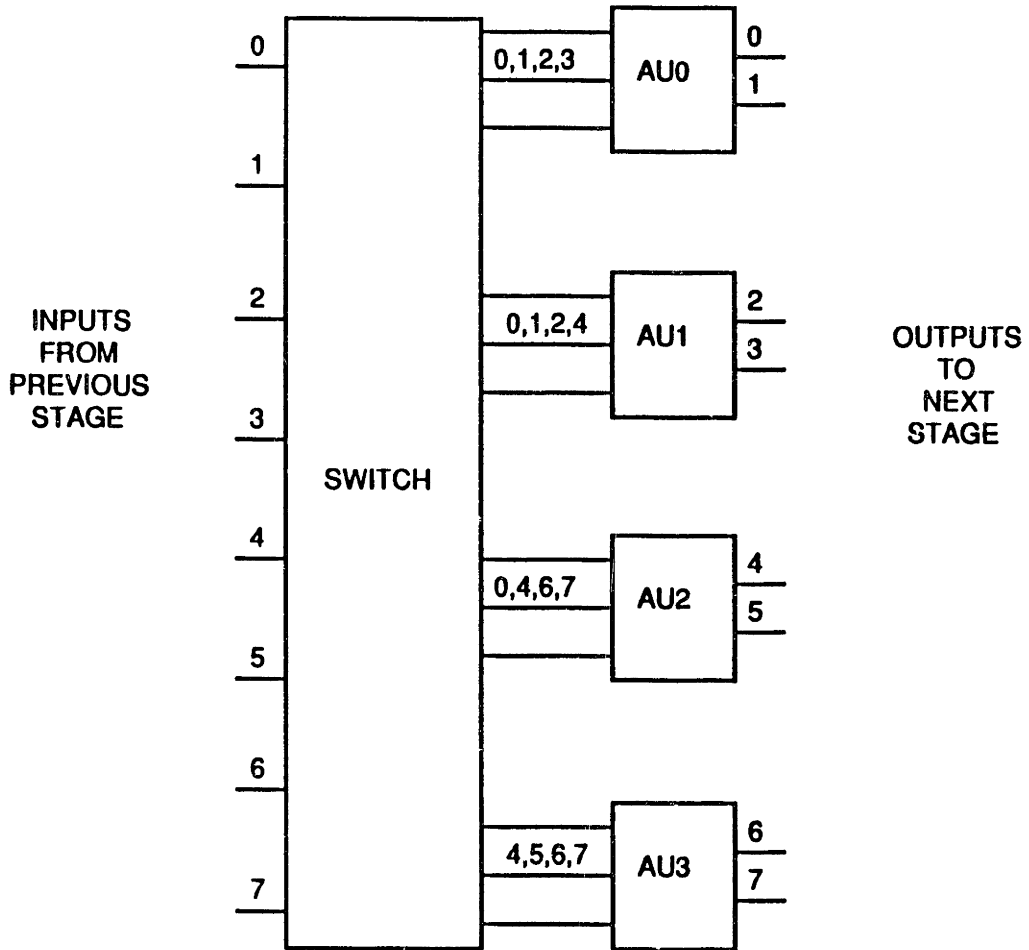 0
1
2
3
4
5
6
7
INPUTS
FROM
PREVIOUS
STAGE
SWITCH
0,1,2,3
AU0
0
1
0,1,2,4
AU1
2
3
0,4,6,7
AU2
4
5
4,5,6,7
AU3
6
7
OUTPUTS
TO
NEXT
STAGE